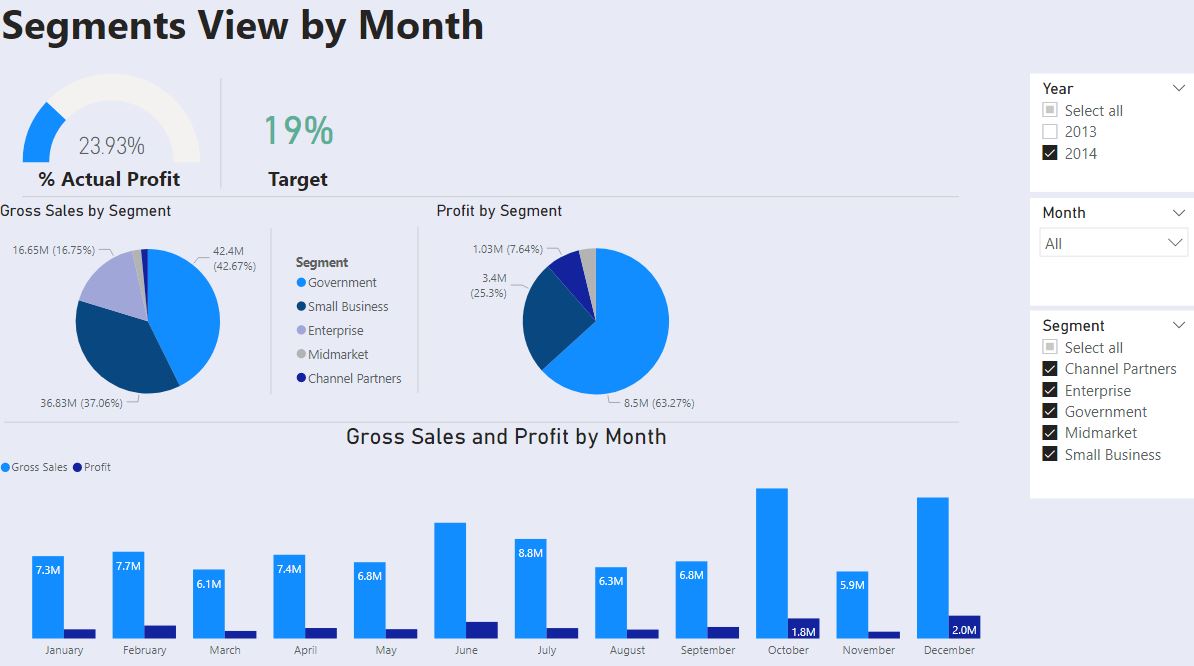 Segments View by Month
23.93%
% Actual Profit
19%
Target
Year
Select all
2013
2014
Month
All
Segment
Select all
Channel Partners
Enterprise
Government
Midmarket
Small Business
Gross Sales by Segment
16.65M (16.75%)
42.4M
(42.67%)
36.83M (37.06%)
Segment
Government
Small Business
Enterprise
Midmarket
Channel Partners
Profit by Segment
1.03M (7.64%)
3.4M
(25.3%)
8.5M (63.27%)
Gross Sales and Profit by Month
Gross Sales Profit
7.3M 7.7M 6.1M 7.4M 6.8M 8.8M 6.3M 6.8M 1.8M 5.9M 2.0M
January February March April May June July August September October November December